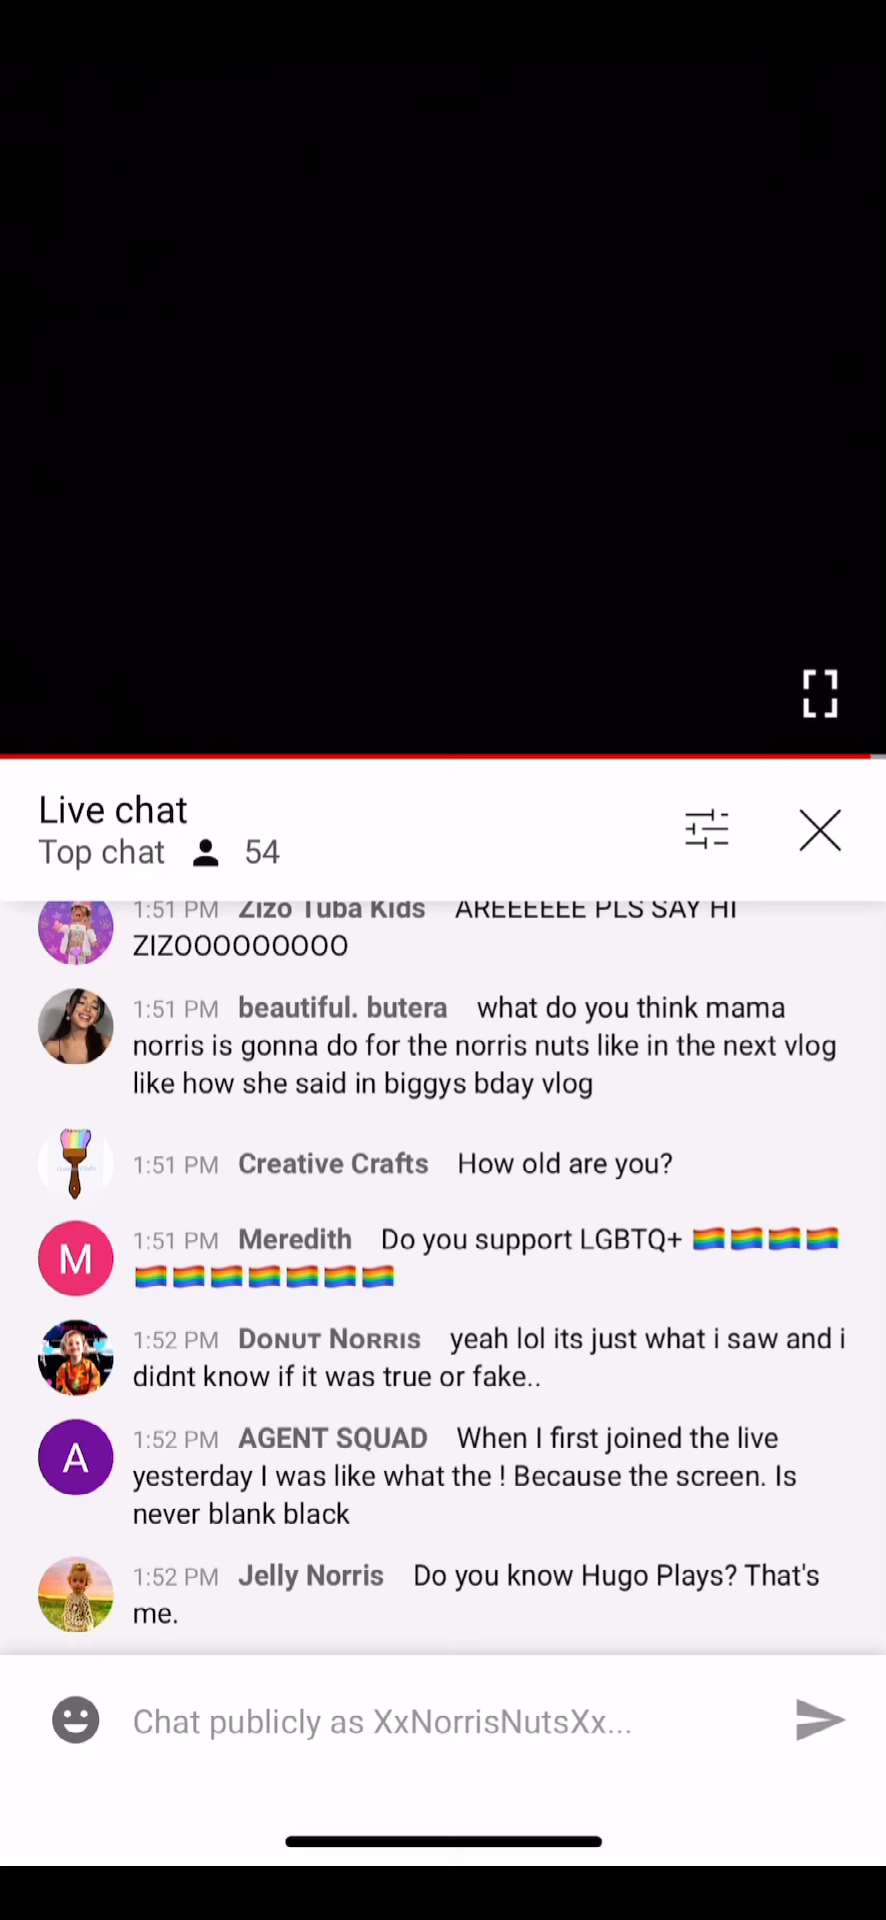 Live chat
Top chat 54
1:51 PM Zizo Tuba Kids AREEEEEE PLS SAY HI
ZIZOOOOOOOOO
1:51 PM beautiful. butera what do you think mama
norris is gonna do for the norris nuts like in the next vlog
like how she said in biggys bday vlog
1:51 PM Creative Crafts How old are you?
M
1:51 PM Meredith Do you support LGBTQ+ 🏳️‍🌈🏳️‍🌈🏳️‍🌈🏳️‍🌈
🏳️‍🌈🏳️‍🌈🏳️‍🌈🏳️‍🌈🏳️‍🌈🏳️‍🌈🏳️‍🌈
1:52 PM Donut Norris yeah lol its just what i saw and i
didnt know if it was true or fake..
A
1:52 PM AGENT SQUAD When I first joined the live
yesterday I was like what the ! Because the screen. Is
never blank black
1:52 PM Jelly Norris Do you know Hugo Plays? That's
me.
Chat publicly as XxNorrisNutsXx...